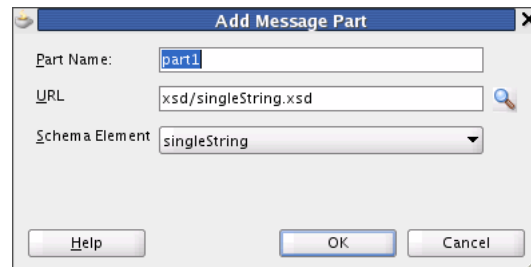 Add Message Part
Part Name: part1
URL xsd/singleString.xsd
Schema Element singleString
Help OK Cancel